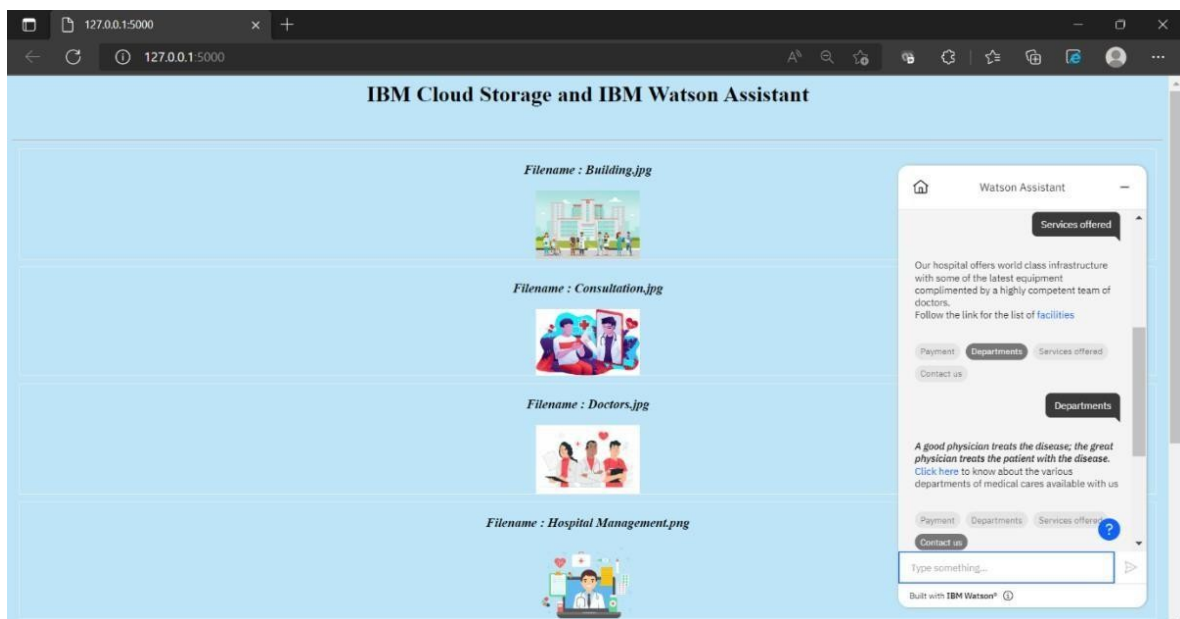 127.0.0.1:5000
127.0.0.1:5000
IBM Cloud Storage and IBM Watson Assistant
Filename : Building.jpg
Filename : Consultation.jpg
Filename : Doctors.jpg
Filename : Hospital Management.png
Watson Assistant
Services offered
Our hospital offers world class infrastructure
with some of the latest equipment
complimented by a highly competent team of
doctors.
Follow the link for the list of facilities
Payment Departments Services offered
Contact us
Departments
A good physician treats the disease; the great
physician treats the patient with the disease.
Click here to know about the various
departments of medical cares available with us
Payment Departments Services offered
?
Contact us
Type something...
Built with IBM Watson®